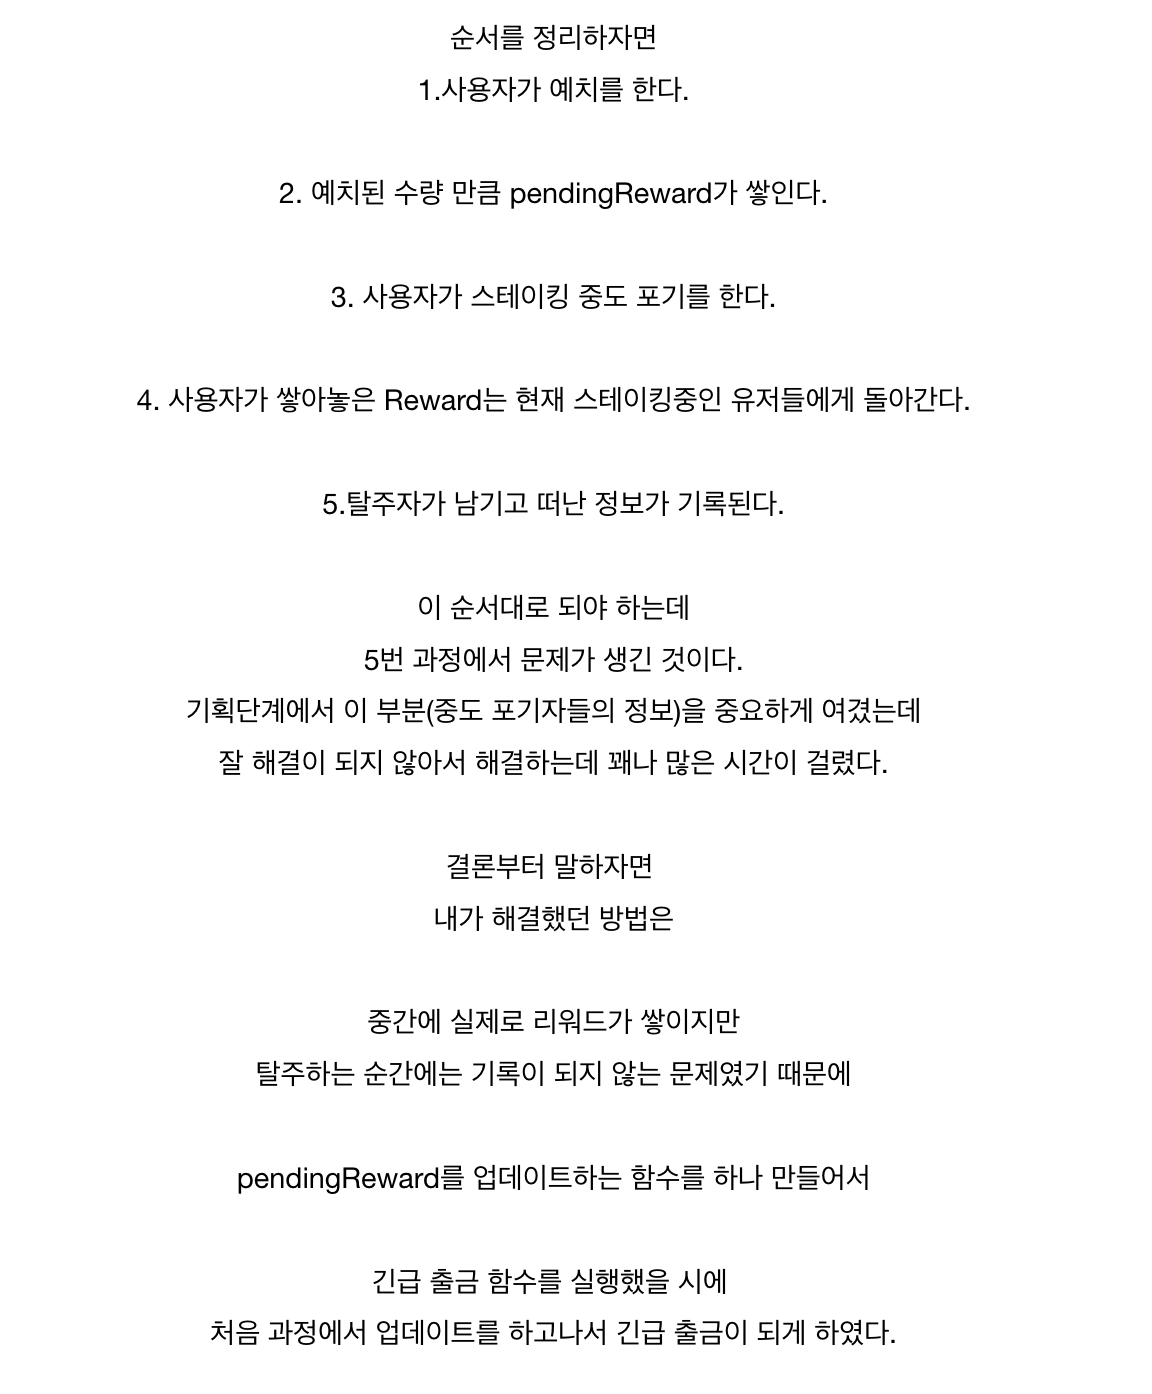 순서를 정리하자면
1.사용자가 예치를 한다.
2. 예치된 수량 만큼 pendingReward가 쌓인다.
3. 사용자가 스테이킹 중도 포기를 한다.
4. 사용자가 쌓아놓은 Reward는 현재 스테이킹중인 유저들에게 돌아간다.
5.탈주자가 남기고 떠난 정보가 기록된다.
이 순서대로 되야 하는데
5번 과정에서 문제가 생긴 것이다.
기획단계에서 이 부분(중도 포기자들의 정보)을 중요하게 여겼는데
잘 해결이 되지 않아서 해결하는데 꽤나 많은 시간이 걸렸다.
결론부터 말하자면
내가 해결했던 방법은
중간에 실제로 리워드가 쌓이지만
탈주하는 순간에는 기록이 되지 않는 문제였기 때문에
pendingReward를 업데이트하는 함수를 하나 만들어서
긴급 출금 함수를 실행했을 시에
처음 과정에서 업데이트를 하고나서 긴급 출금이 되게 하였다.